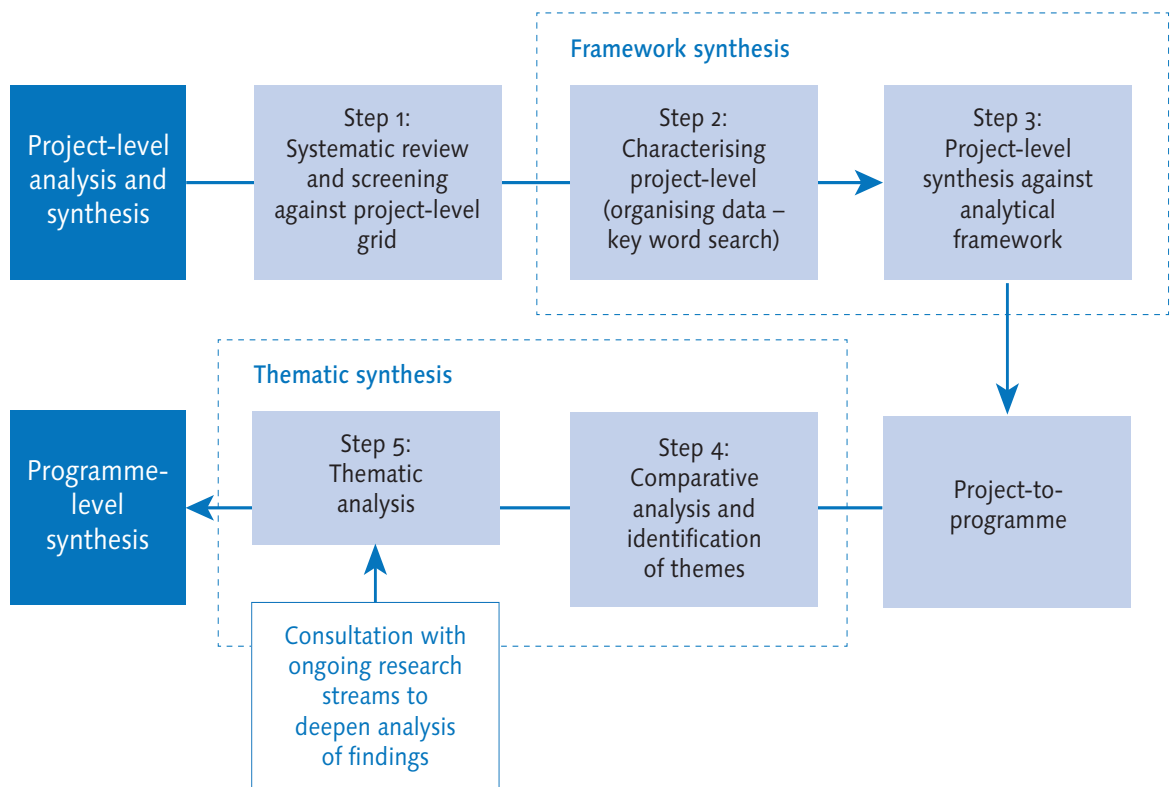 Framework synthesis
Project-level
analysis and
synthesis
Step 1:
Systematic review
and screening
against project-level
grid
Step 2:
Characterising
project-level
(organising data –
key word search)
Step 3:
Project-level
synthesis against
analytical
framework
Thematic synthesis
Programme-
level
synthesis
Step 5:
Thematic
analysis
Step 4:
Comparative
analysis and
identification
of themes
Project-to-
programme
Consultation with
ongoing research
streams to
deepen analysis
of findings